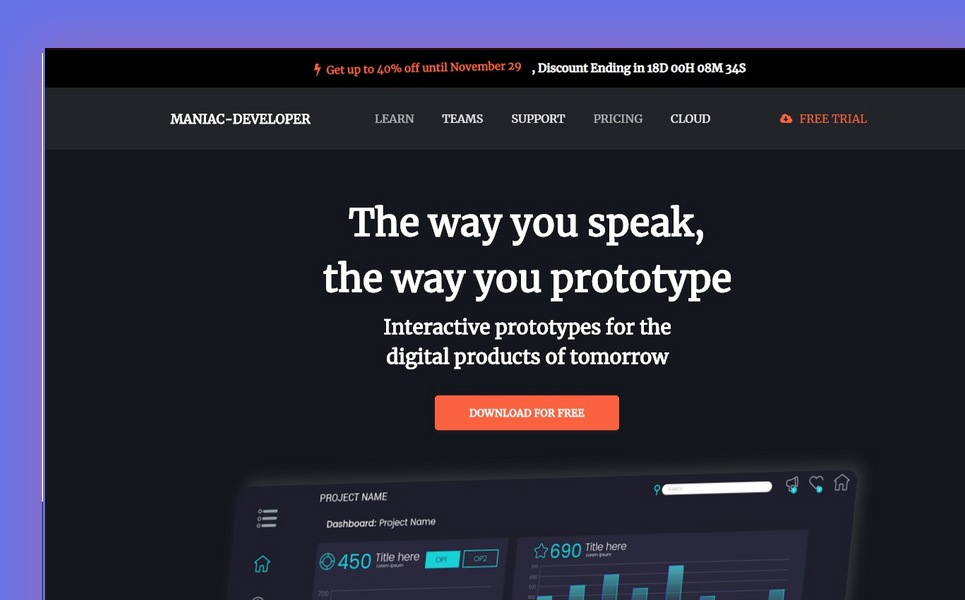 Get up to 40% off until November 29 , Discount Ending in 18D 00H 08M 34S
MANIAC-DEVELOPER LEARN TEAMS SUPPORT PRICING CLOUD FREE TRIAL
The way you speak,
the way you prototype
Interactive prototypes for the
digital products of tomorrow
DOWNLOAD FOR FREE
PROJECT NAME
Dashboard: Project Name
450 Title here OP1 OP2
Lorem ipsum
690 Title here
Lorem ipsum
700